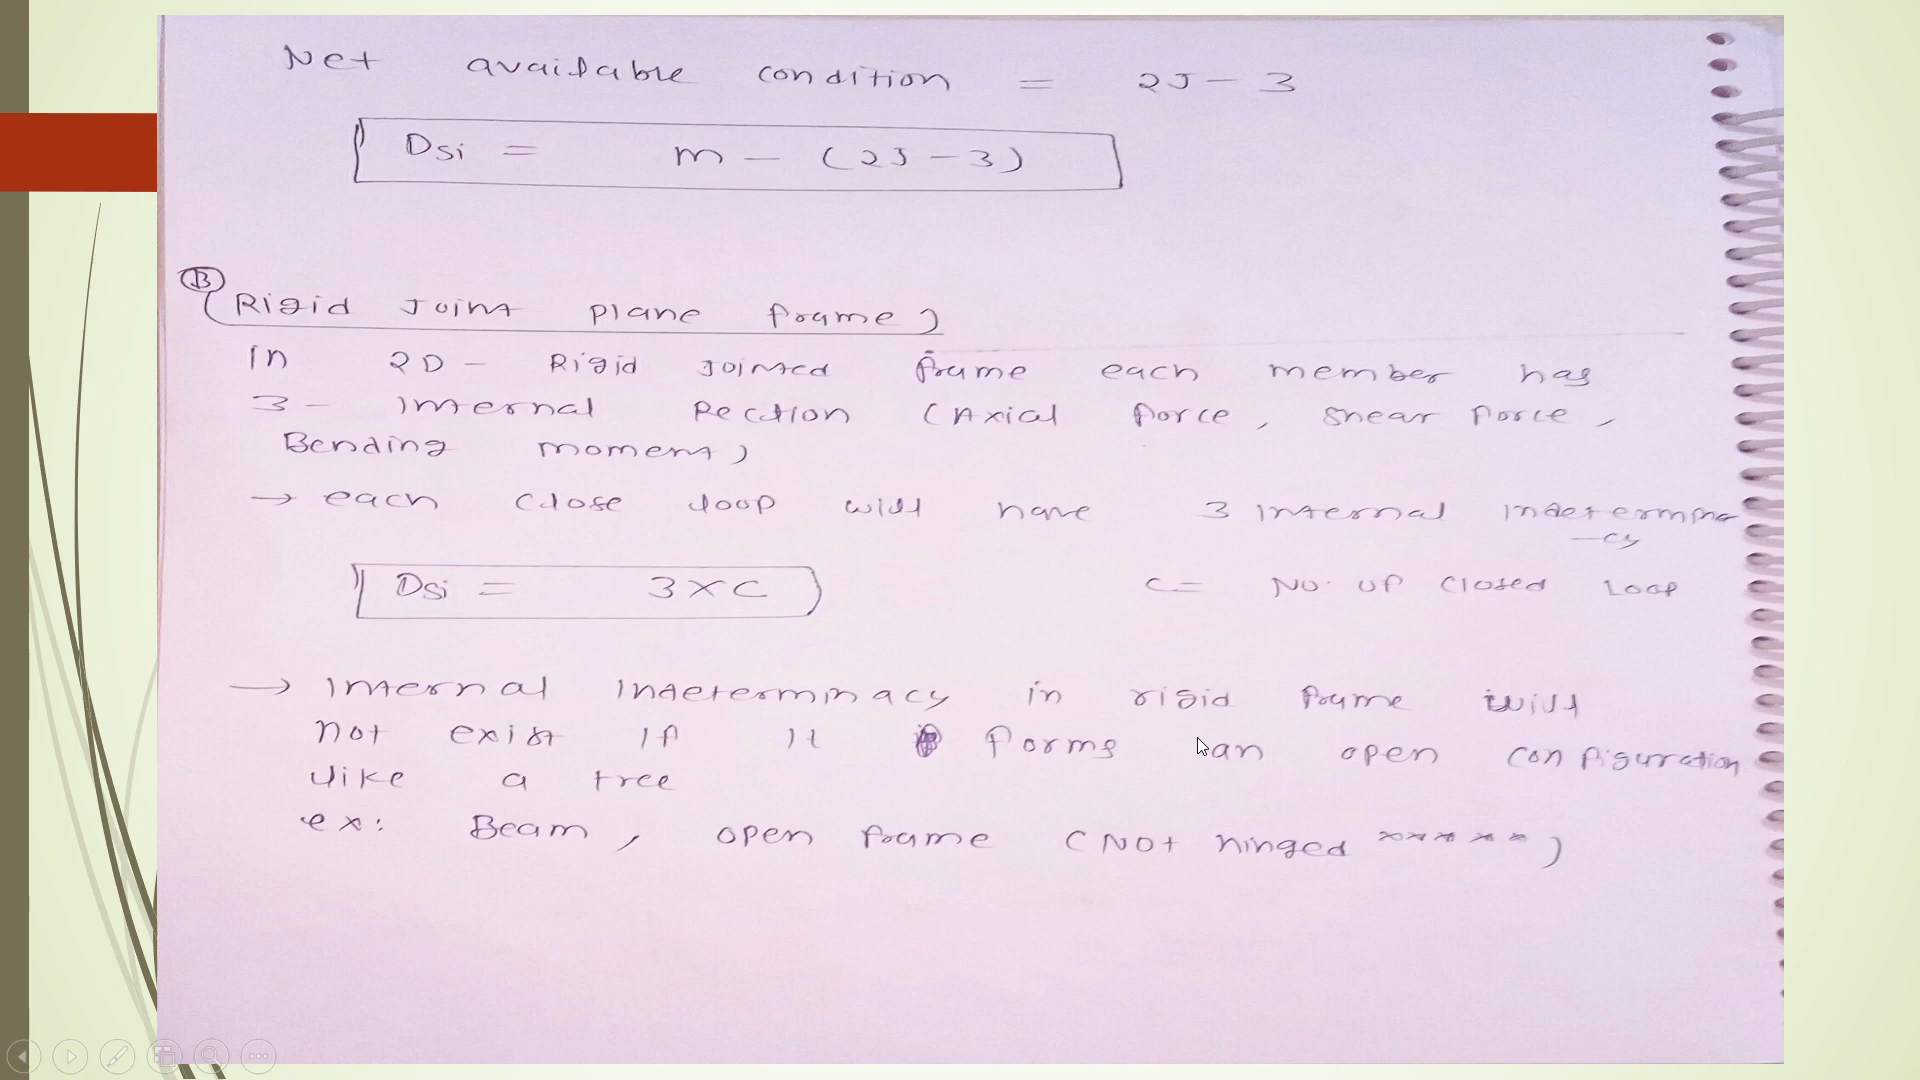 Net available condition = 2J - 3
Dsi = m - (2J - 3)
B
(Rigid Joint plane frame)
In 2D - Rigid Jointed frame each member has
3 - Internal Rection (Axial force, shear force,
Bending moment)
→ each close loop will have 3 internal indetermina
-cy
Dsi = 3 x C
C = No. of closed Loop
→ Internal Indeterminacy in rigid frame will
not exist if it forms an open configuration
like a tree
ex: Beam, open frame (Not hinged *****)